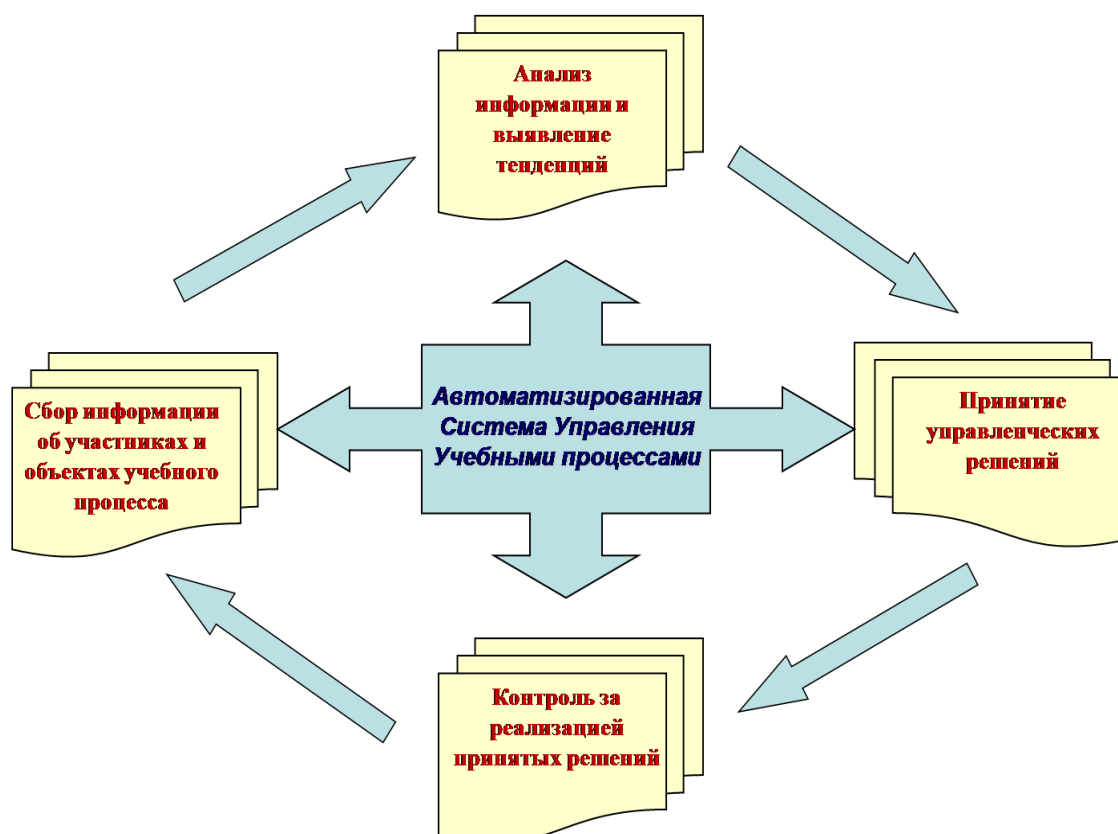 Анализ
информации и
выявление
тенденций
Сбор информации
об участниках и
объектах учебного
процесса
Автоматизированная
Система Управления
Учебными процессами
Принятие
управленческих
решений
Контроль за
реализацией
принятых решений